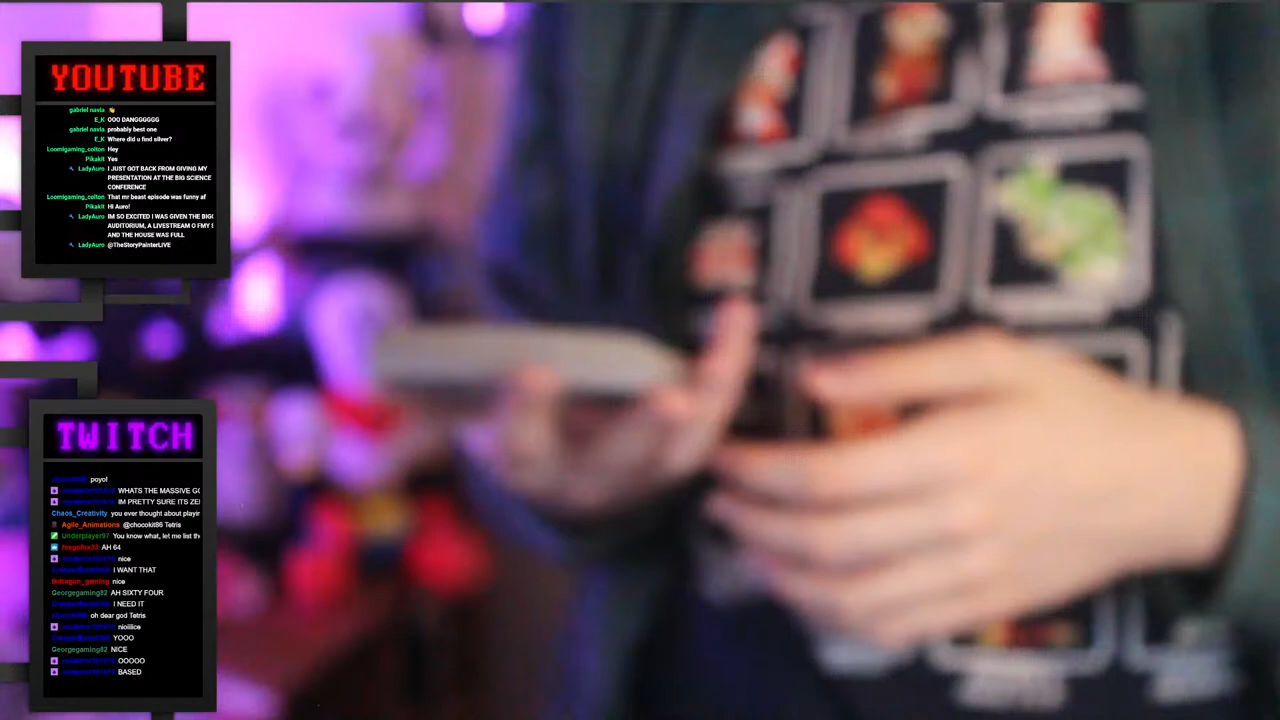 YOUTUBE
gabriel navia 👏
E_K OOO DANGGGGGG
gabriel navia probably best one
E_K Where did u find silver?
Loomigaming_colton Hey
Pikakit Yes
LadyAuro I JUST GOT BACK FROM GIVING MY
PRESENTATION AT THE BIG SCIENCE
CONFERENCE
Loomigaming_colton That mr beast episode was funny af
Pikakit Hi Auro!
LadyAuro IM SO EXCITED I WAS GIVEN THE BIG
AUDITORIUM, A LIVESTREAM O FMY
AND THE HOUSE WAS FULL
LadyAuro @TheStoryPainterLIVE
TWITCH
poyo!
WHATS THE MASSIVE
IM PRETTY SURE ITS
Chaos_Creativity you ever thought about
Agile_Animations @chocokit86 Tetris
Underplayer97 You know what, let me list
AH 64
nice
I WANT THAT
nice
Georgegaming82 AH SIXTY FOUR
I NEED IT
oh dear god Tetris
nioiilice
YOOO
Georgegaming82 NICE
OOOOO
BASED